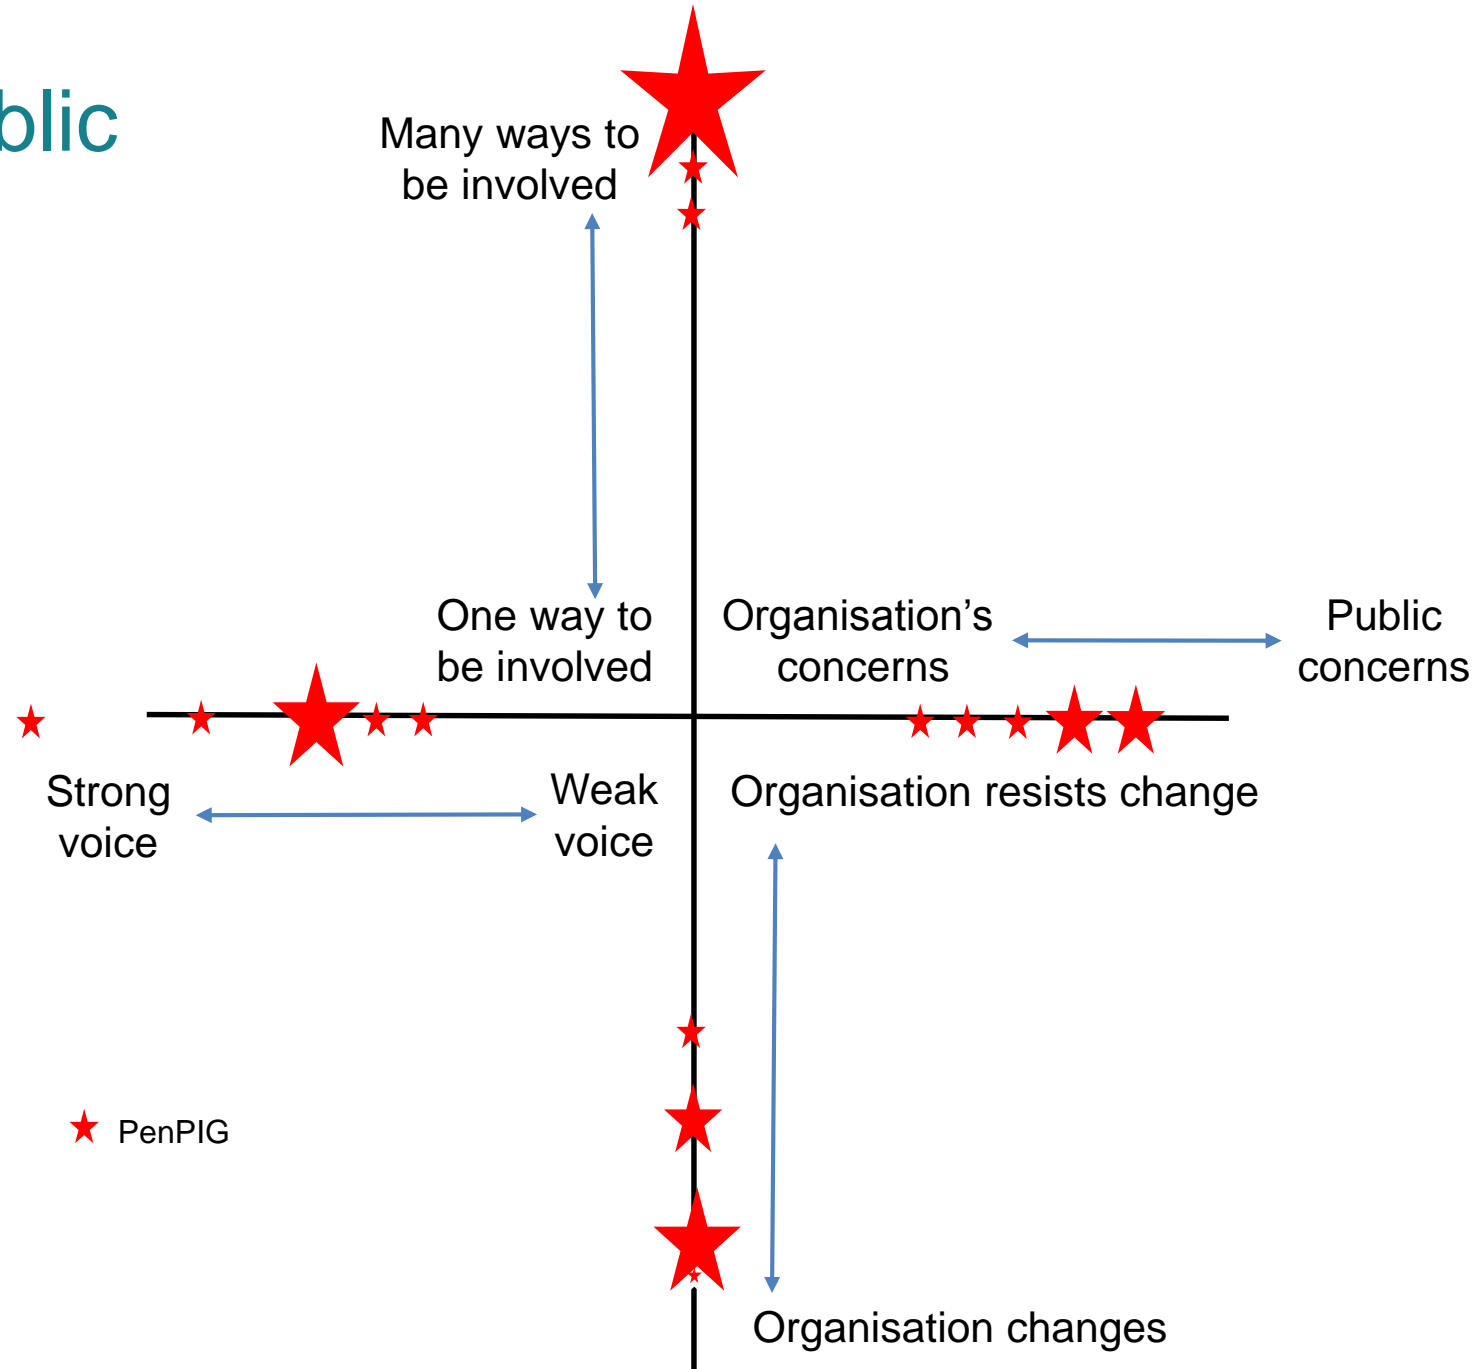 blic
Many ways to
be involved
One way to
be involved
Organisation's
concerns
Public
concerns
Strong
voice
Weak
voice
Organisation resists change
PenPIG
Organisation changes